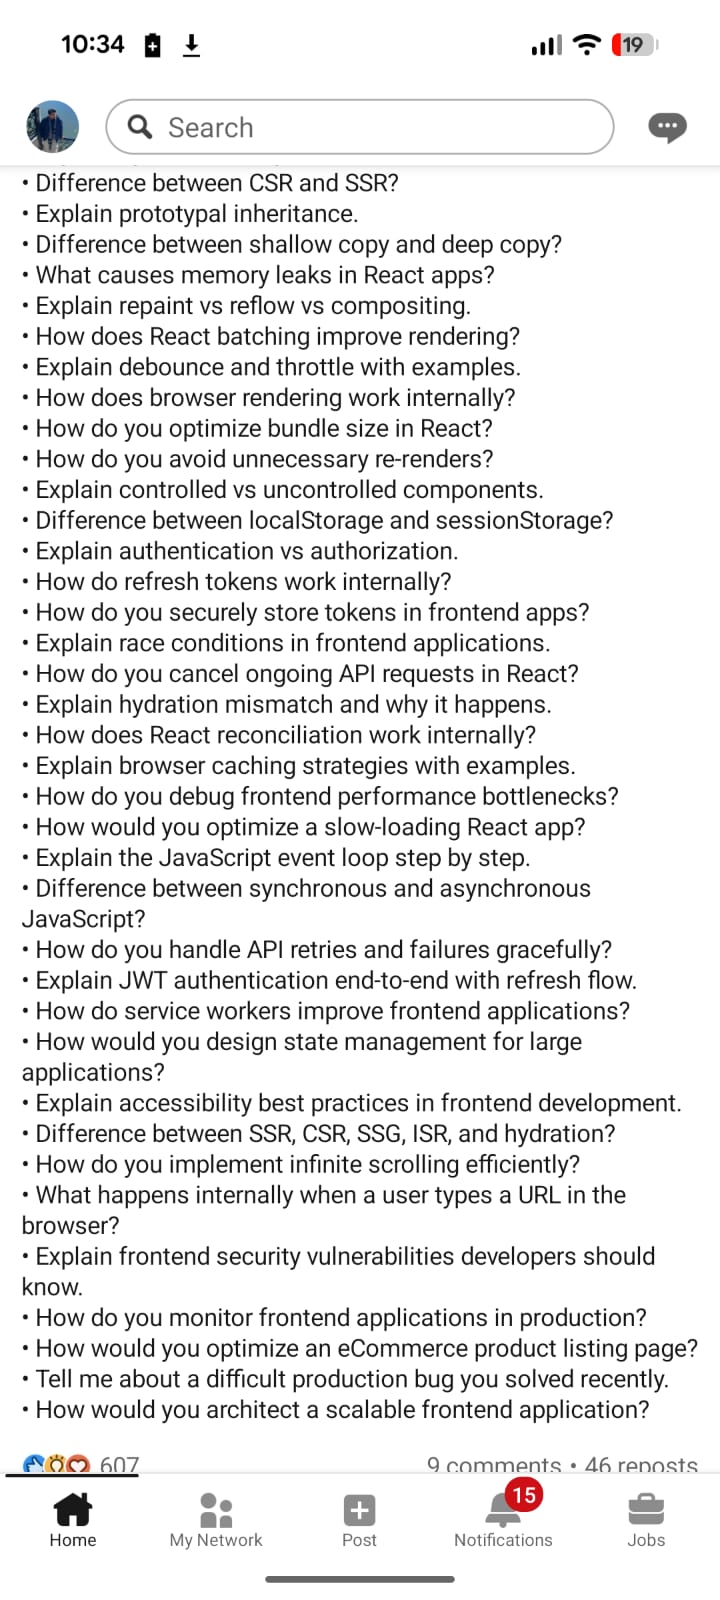 10:34
19
Search
• Difference between CSR and SSR?
• Explain prototypal inheritance.
• Difference between shallow copy and deep copy?
• What causes memory leaks in React apps?
• Explain repaint vs reflow vs compositing.
• How does React batching improve rendering?
• Explain debounce and throttle with examples.
• How does browser rendering work internally?
• How do you optimize bundle size in React?
• How do you avoid unnecessary re-renders?
• Explain controlled vs uncontrolled components.
• Difference between localStorage and sessionStorage?
• Explain authentication vs authorization.
• How do refresh tokens work internally?
• How do you securely store tokens in frontend apps?
• Explain race conditions in frontend applications.
• How do you cancel ongoing API requests in React?
• Explain hydration mismatch and why it happens.
• How does React reconciliation work internally?
• Explain browser caching strategies with examples.
• How do you debug frontend performance bottlenecks?
• How would you optimize a slow-loading React app?
• Explain the JavaScript event loop step by step.
• Difference between synchronous and asynchronous
JavaScript?
• How do you handle API retries and failures gracefully?
• Explain JWT authentication end-to-end with refresh flow.
• How do service workers improve frontend applications?
• How would you design state management for large
applications?
• Explain accessibility best practices in frontend development.
• Difference between SSR, CSR, SSG, ISR, and hydration?
• How do you implement infinite scrolling efficiently?
• What happens internally when a user types a URL in the
browser?
• Explain frontend security vulnerabilities developers should
know.
• How do you monitor frontend applications in production?
• How would you optimize an eCommerce product listing page?
• Tell me about a difficult production bug you solved recently.
• How would you architect a scalable frontend application?
607
9 comments • 46 reposts
15
Home
My Network
Post
Notifications
Jobs